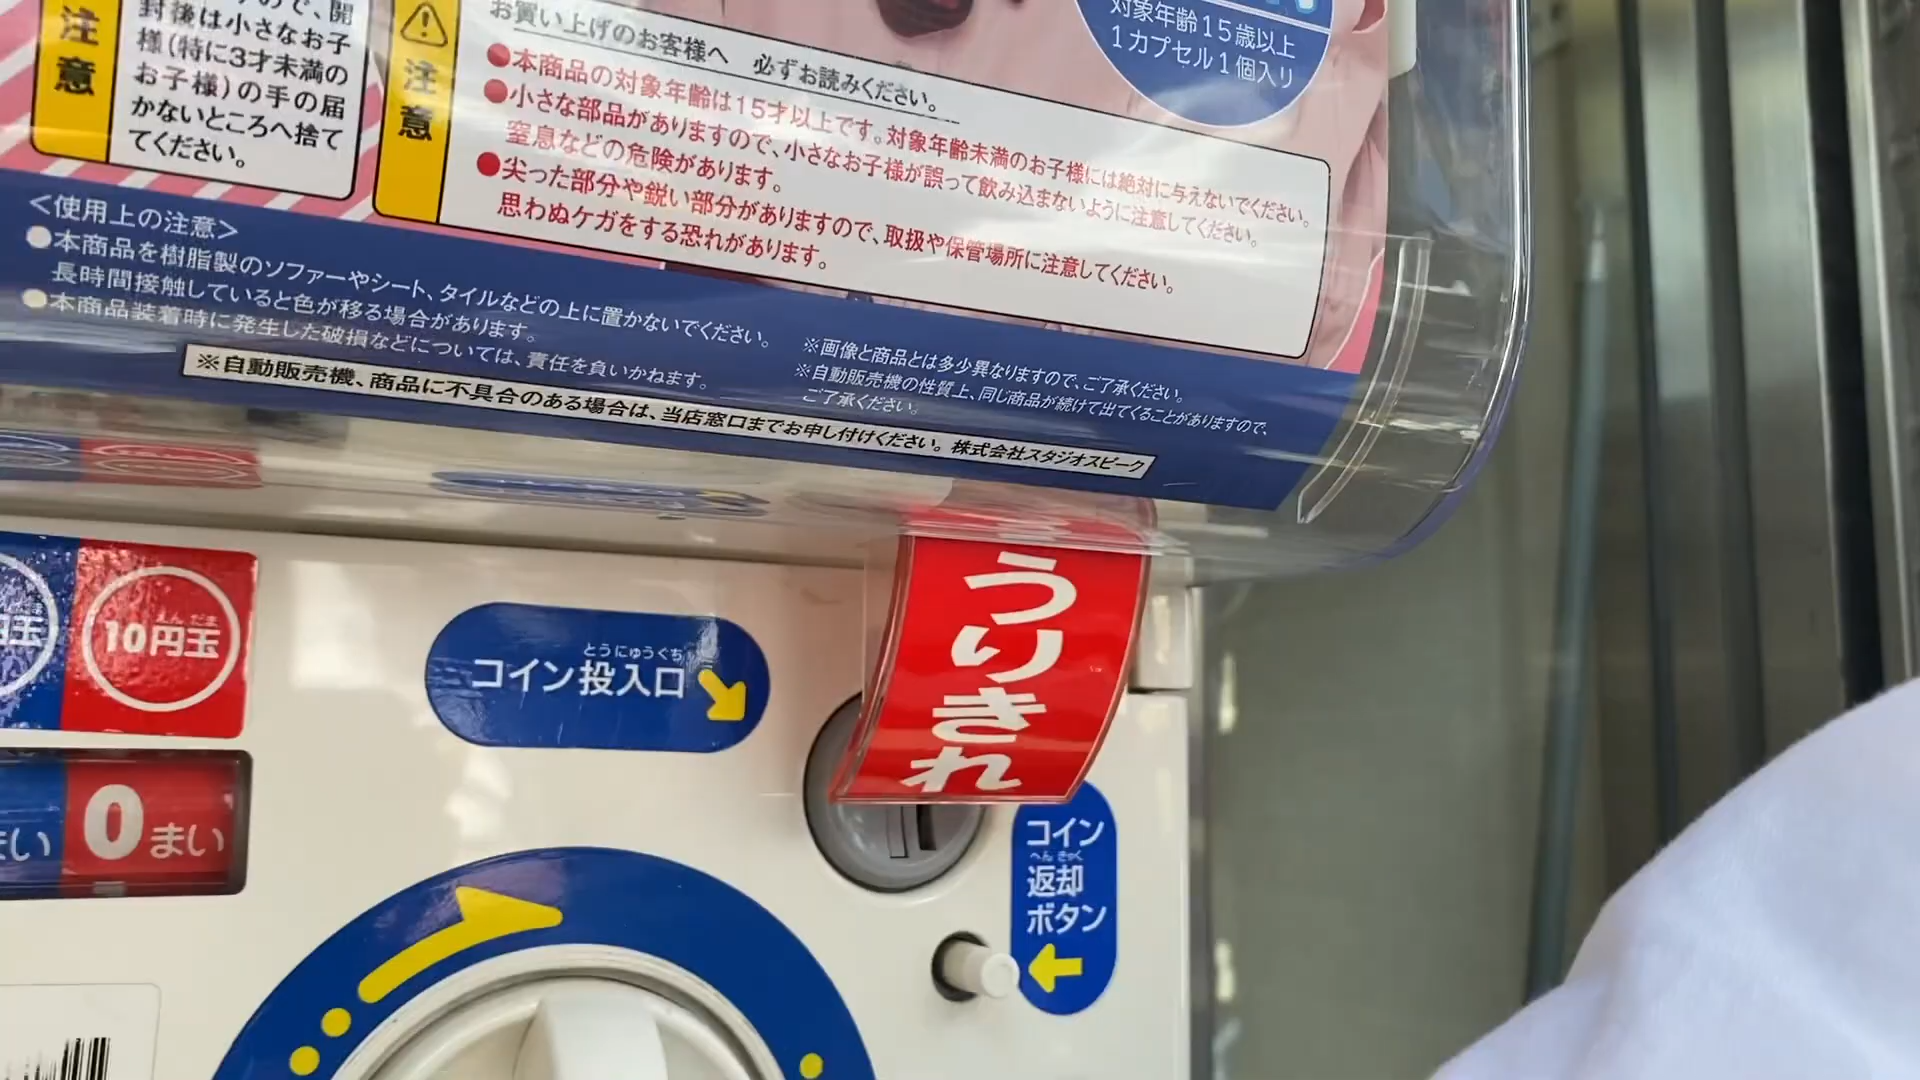 注意
ので、開
封後は小さなお子
様(特に3才未満の
お子様)の手の届
かないところへ捨て
てください。
注意
お買い上げのお客様へ 必ずお読みください。
●本商品の対象年齢は15才以上です。対象年齢未満のお子様には絶対に与えないでください。
●小さな部品がありますので、小さなお子様が誤って飲み込まないように注意してください。
窒息などの危険があります。
●尖った部分や鋭い部分がありますので、取扱や保管場所に注意してください。
思わぬケガをする恐れがあります。
対象年齢15歳以上
1カプセル1個入り
<使用上の注意>
●本商品を樹脂製のソファーやシート、タイルなどの上に置かないでください。
長時間接触していると色が移る場合があります。
●本商品装着時に発生した破損などについては、責任を負いかねます。
※画像と商品とは多少異なりますので、ご了承ください。
※自動販売機の性質上、同じ商品が続けて出てくることがありますので、
ご了承ください。
※自動販売機、商品に不具合のある場合は、当店窓口までお申し付けください。株式会社スタジオスピーク
円玉
えん だま
10円玉
とうにゅうぐち
コイン投入口
うりきれ
まい
0まい
コイン
へんきゃく
返却
ボタン